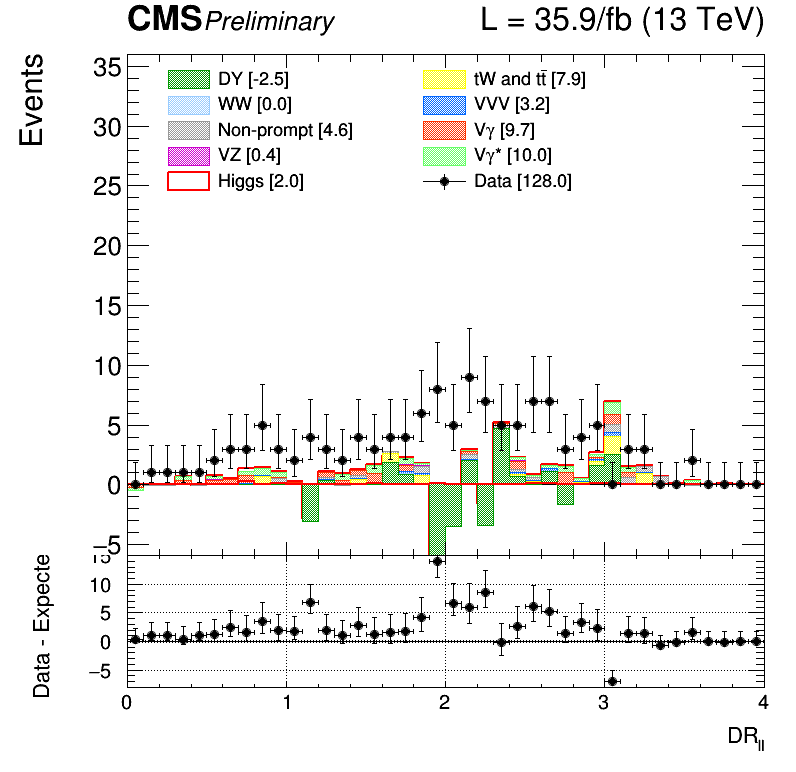 CMS Preliminary L = 35.9/fb (13 TeV)
Events
35
30
25
20
15
10
5
0
−5
DY [-2.5]
WW [0.0]
Non-prompt [4.6]
VZ [0.4]
Higgs [2.0]
tW and tt̄ [7.9]
VVV [3.2]
Vγ [9.7]
Vγ* [10.0]
Data [128.0]
Data - Expecte
15
10
5
0
−5
0 1 2 3 4
DR_ll